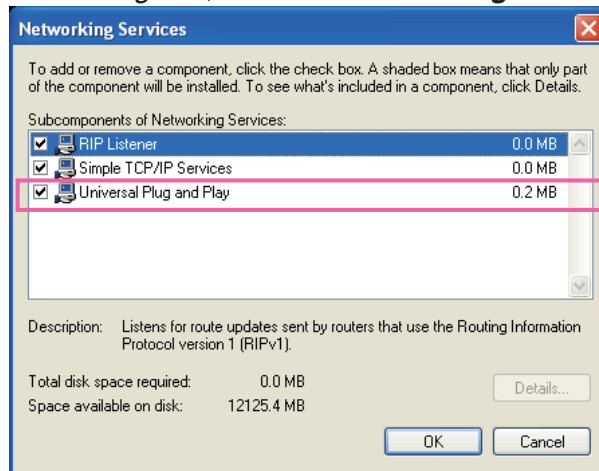 Networking Services
To add or remove a component, click the check box. A shaded box means that only part
of the component will be installed. To see what's included in a component, click Details.
Subcomponents of Networking Services:
RIP Listener 0.0 MB
Simple TCP/IP Services 0.0 MB
Universal Plug and Play 0.2 MB
Description: Listens for route updates sent by routers that use the Routing Information
Protocol version 1 (RIPv1).
Total disk space required: 0.0 MB
Details...
Space available on disk: 12125.4 MB
OK Cancel